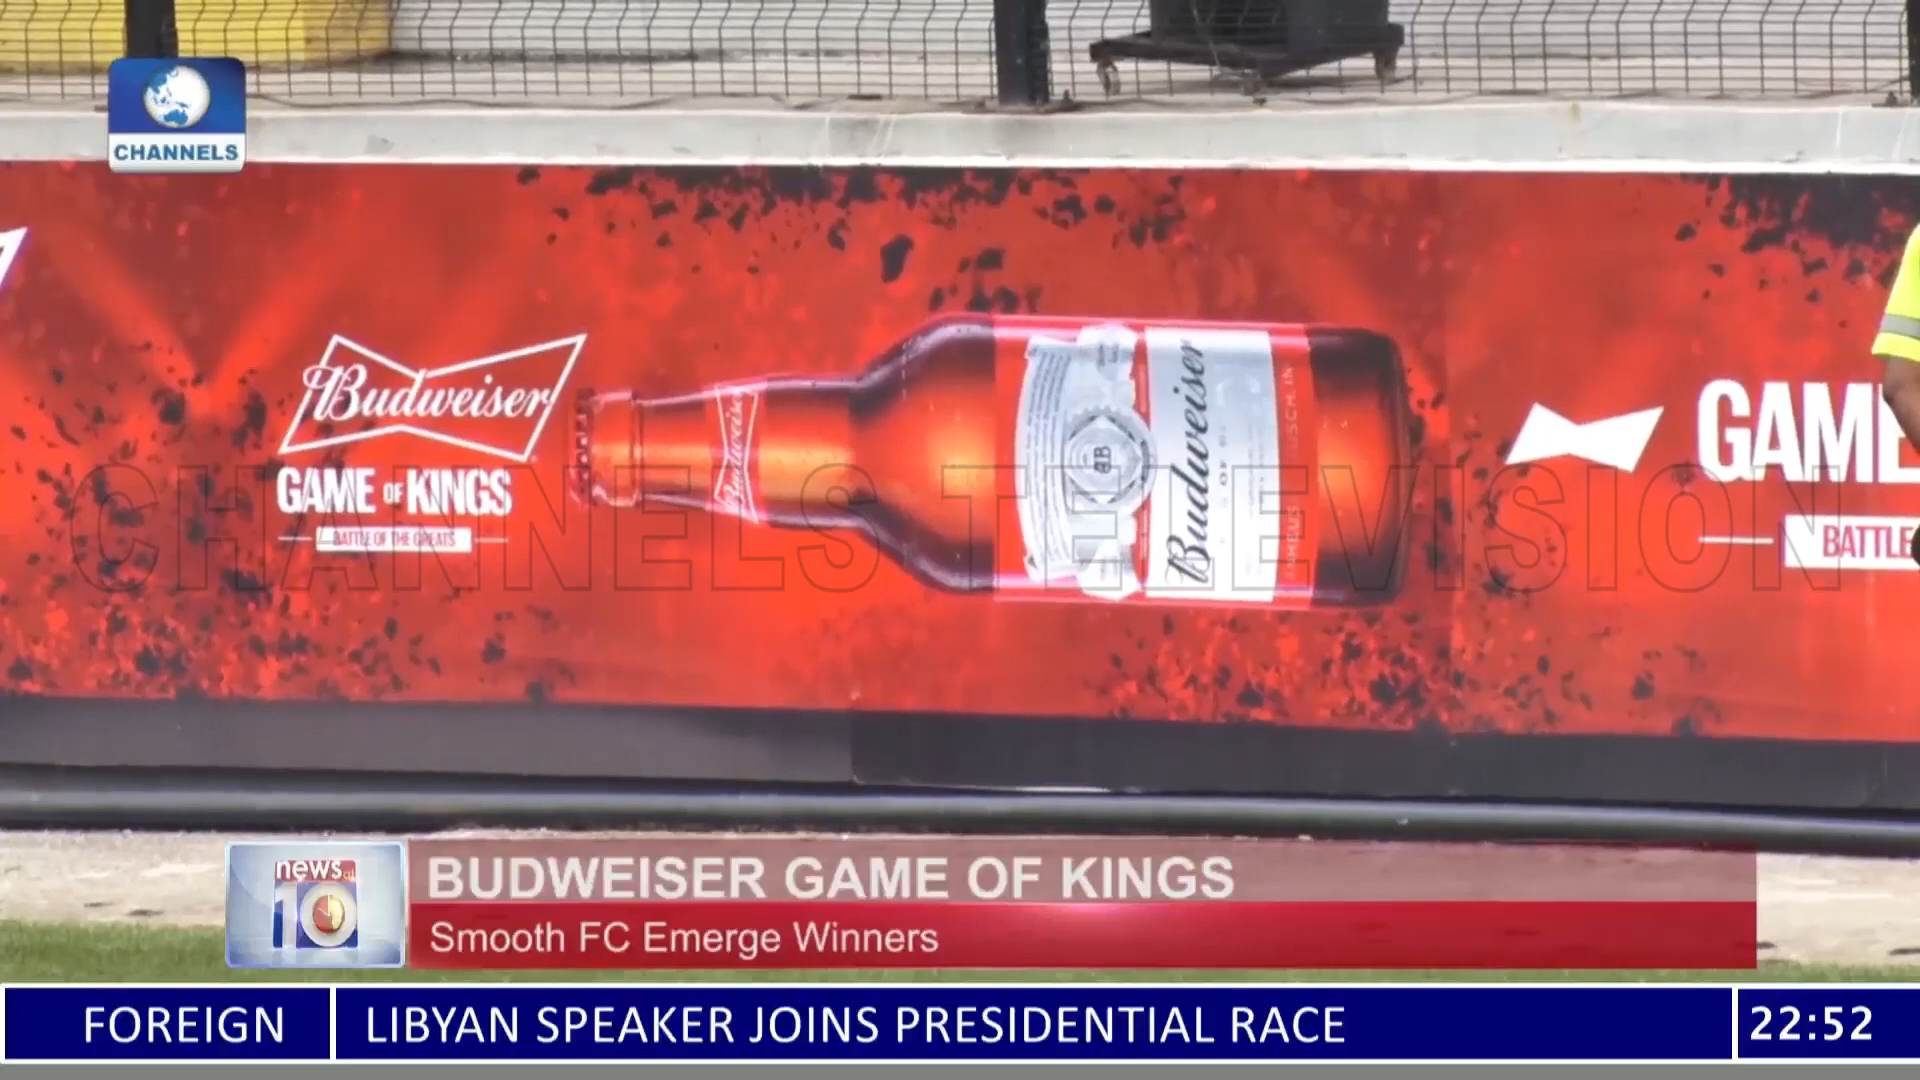 CHANNELS
Budweiser
GAME OF KINGS
BATTLE OF THE GREATS
Budweiser
AB
Budweiser
GAME
BATTLE
CHANNELS TELEVISION
news at 10
BUDWEISER GAME OF KINGS
Smooth FC Emerge Winners
FOREIGN
LIBYAN SPEAKER JOINS PRESIDENTIAL RACE
22:52